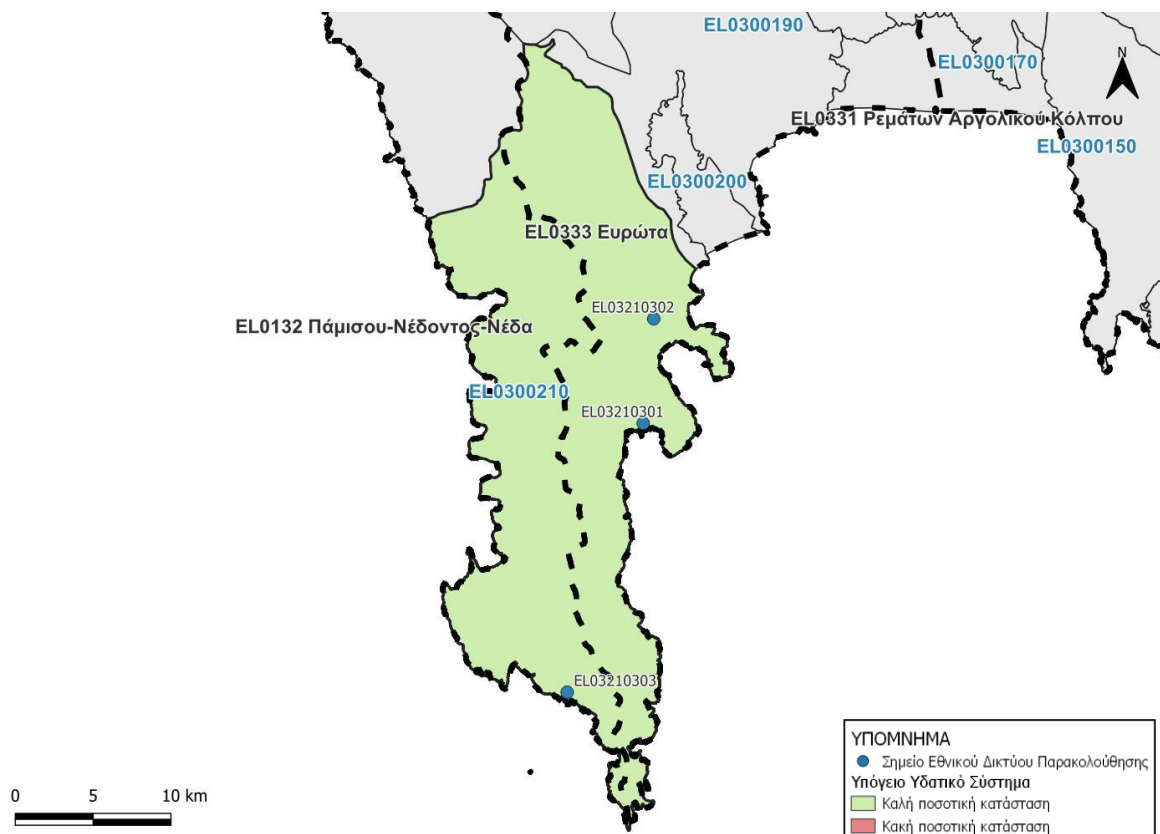 EL0300190
N
EL0300170
EL0331 Ρεμάτων Αργολικού Κόλπου
EL0300150
EL0300200
EL0333 Ευρώτα
EL03210302
EL0132 Πάμισου-Νέδοντος-Νέδα
EL0300210
EL03210301
EL03210303
ΥΠΟΜΝΗΜΑ
Σημείο Εθνικού Δικτύου Παρακολούθησης
Υπόγειο Υδατικό Σύστημα
Καλή ποσοτική κατάσταση
Κακή ποσοτική κατάσταση
0 5 10 km